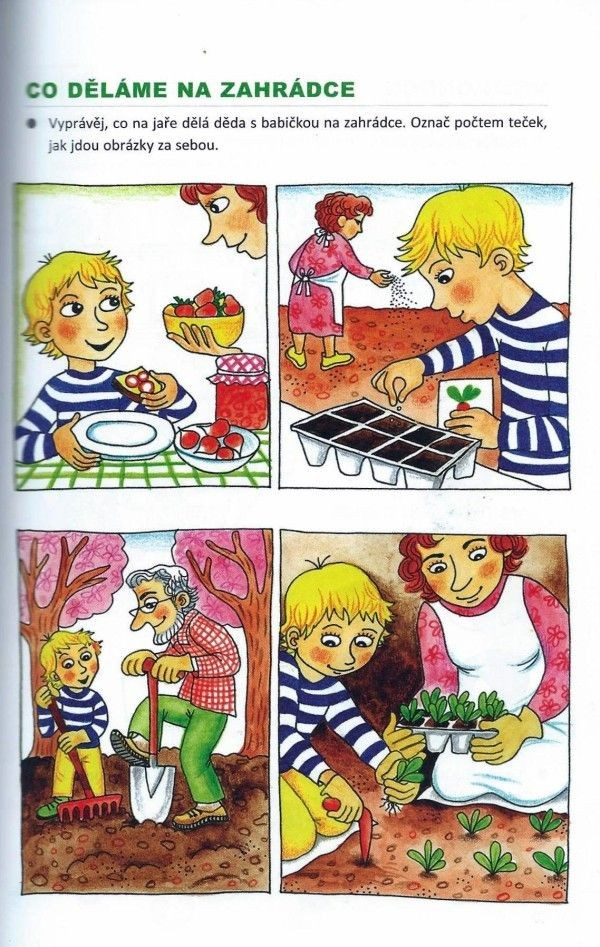 CO DĚLÁME NA ZAHRÁDCE
Vyprávěj, co na jaře dělá děda s babičkou na zahrádce. Označ počtem teček,
jak jdou obrázky za sebou.